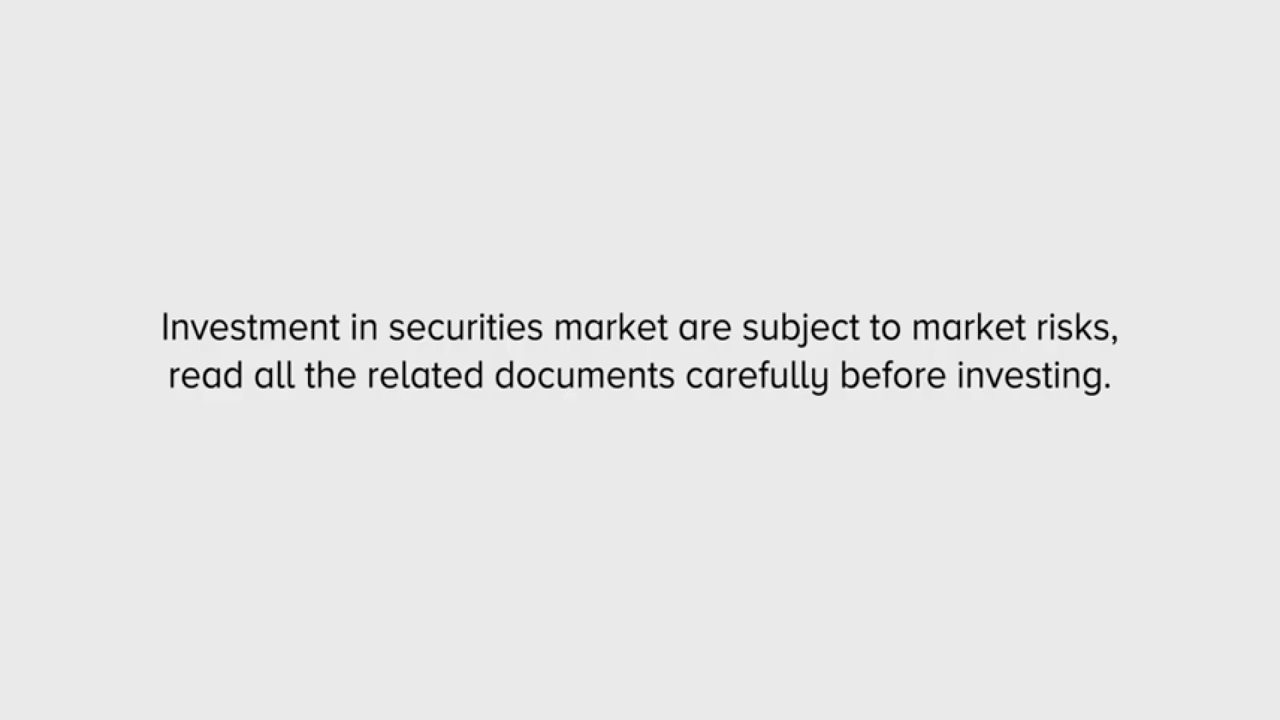 Investment in securities market are subject to market risks,
read all the related documents carefully before investing.